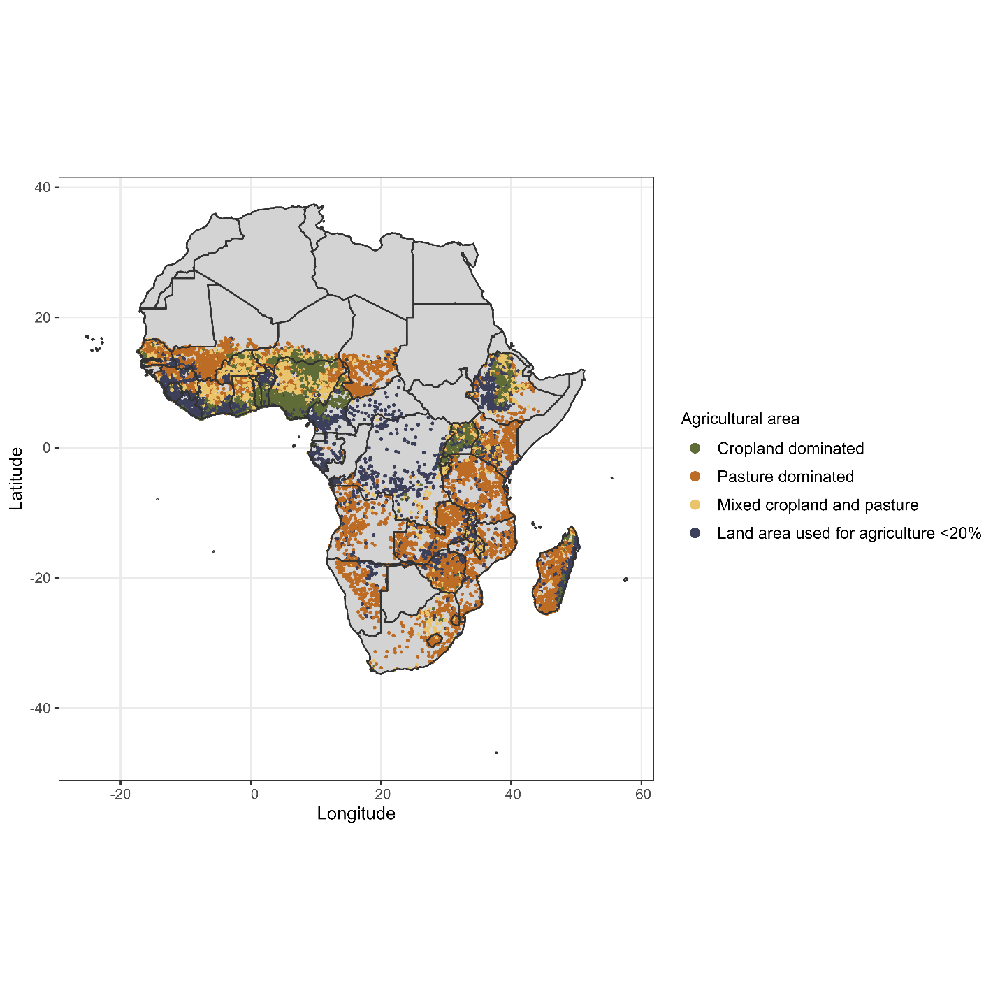 40
20
0
-20
-40
Latitude
-20
0
20
40
60
Longitude
Agricultural area
Cropland dominated
Pasture dominated
Mixed cropland and pasture
Land area used for agriculture <20%